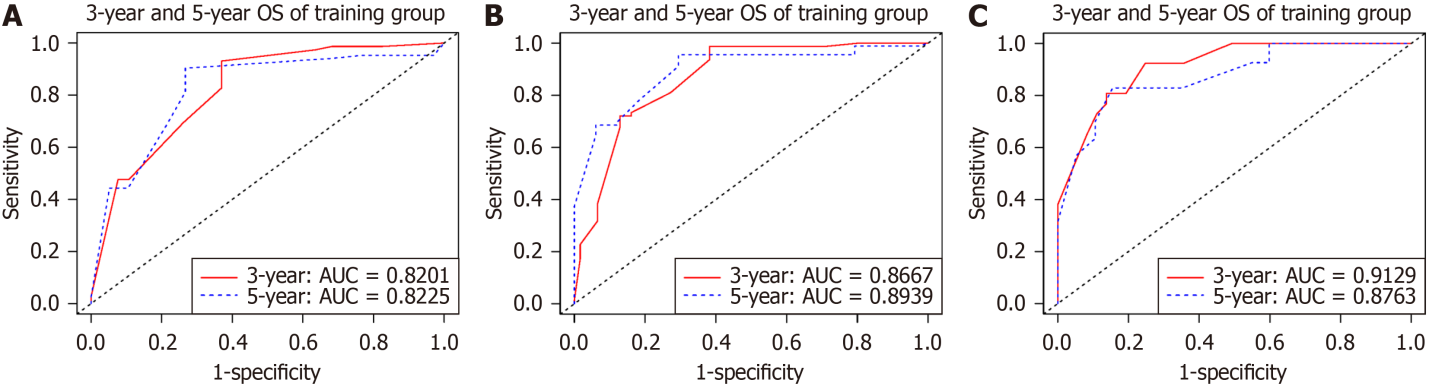 A
3-year and 5-year OS of training group
Sensitivity
1.0
0.8
0.6
0.4
0.2
0.0
3-year: AUC = 0.8201
5-year: AUC = 0.8225
0.0 0.2 0.4 0.6 0.8 1.0
1-specificity
B
3-year and 5-year OS of training group
Sensitivity
1.0
0.8
0.6
0.4
0.2
0.0
3-year: AUC = 0.8667
5-year: AUC = 0.8939
0.0 0.2 0.4 0.6 0.8 1.0
1-specificity
C
3-year and 5-year OS of training group
Sensitivity
1.0
0.8
0.6
0.4
0.2
0.0
3-year: AUC = 0.9129
5-year: AUC = 0.8763
0.0 0.2 0.4 0.6 0.8 1.0
1-specificity